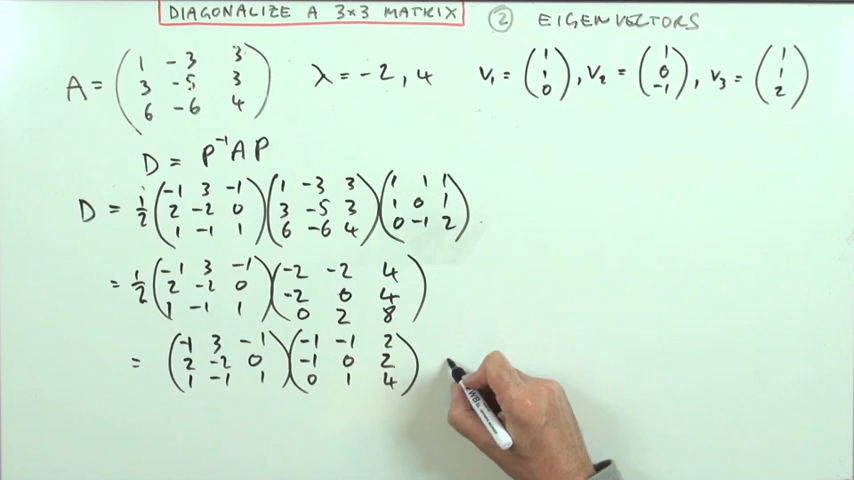 DIAGONALIZE A 3×3 MATRIX ② EIGENVECTORS
A = ( 1 -3 3 ; 3 -5 3 ; 6 -6 4 ) λ = -2, 4 V₁ = ( 1 ; 1 ; 0 ), V₂ = ( 1 ; 0 ; -1 ), V₃ = ( 1 ; 1 ; 2 )
D = P⁻¹AP
D = ½ ( -1 3 -1 ; 2 -2 0 ; 1 -1 1 ) ( 1 -3 3 ; 3 -5 3 ; 6 -6 4 ) ( 1 1 1 ; 1 0 1 ; 0 -1 2 )
= ½ ( -1 3 -1 ; 2 -2 0 ; 1 -1 1 ) ( -2 -2 4 ; -2 0 4 ; 0 2 8 )
= ( -1 3 -1 ; 2 -2 0 ; 1 -1 1 ) ( -1 -1 2 ; -1 0 2 ; 0 1 4 )